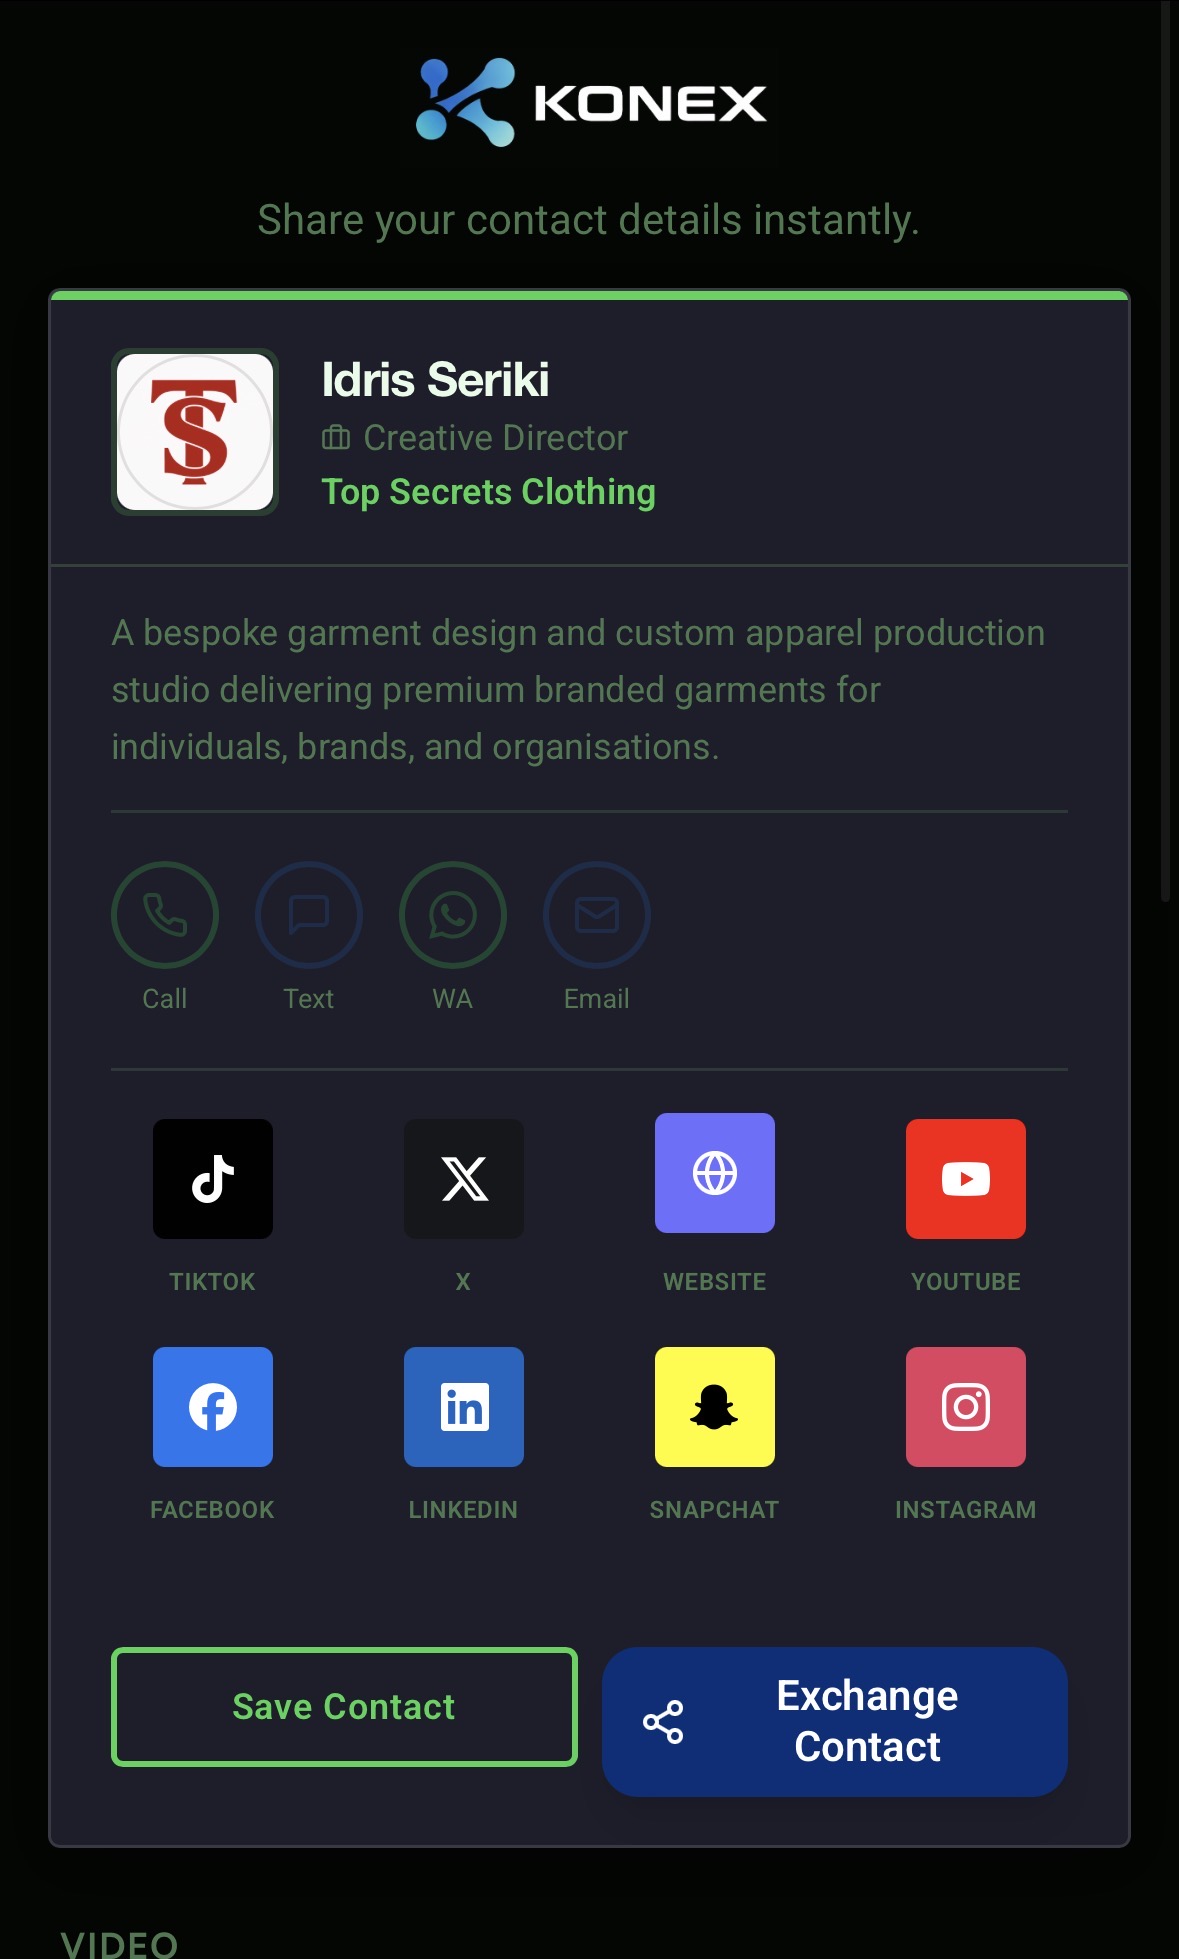 KONEX
Share your contact details instantly.
Idris Seriki
Creative Director
Top Secrets Clothing
A bespoke garment design and custom apparel production
studio delivering premium branded garments for
individuals, brands, and organisations.
Call Text WA Email
TIKTOK X WEBSITE YOUTUBE
in
FACEBOOK LINKEDIN SNAPCHAT INSTAGRAM
Save Contact
Exchange
Contact
VIDEO